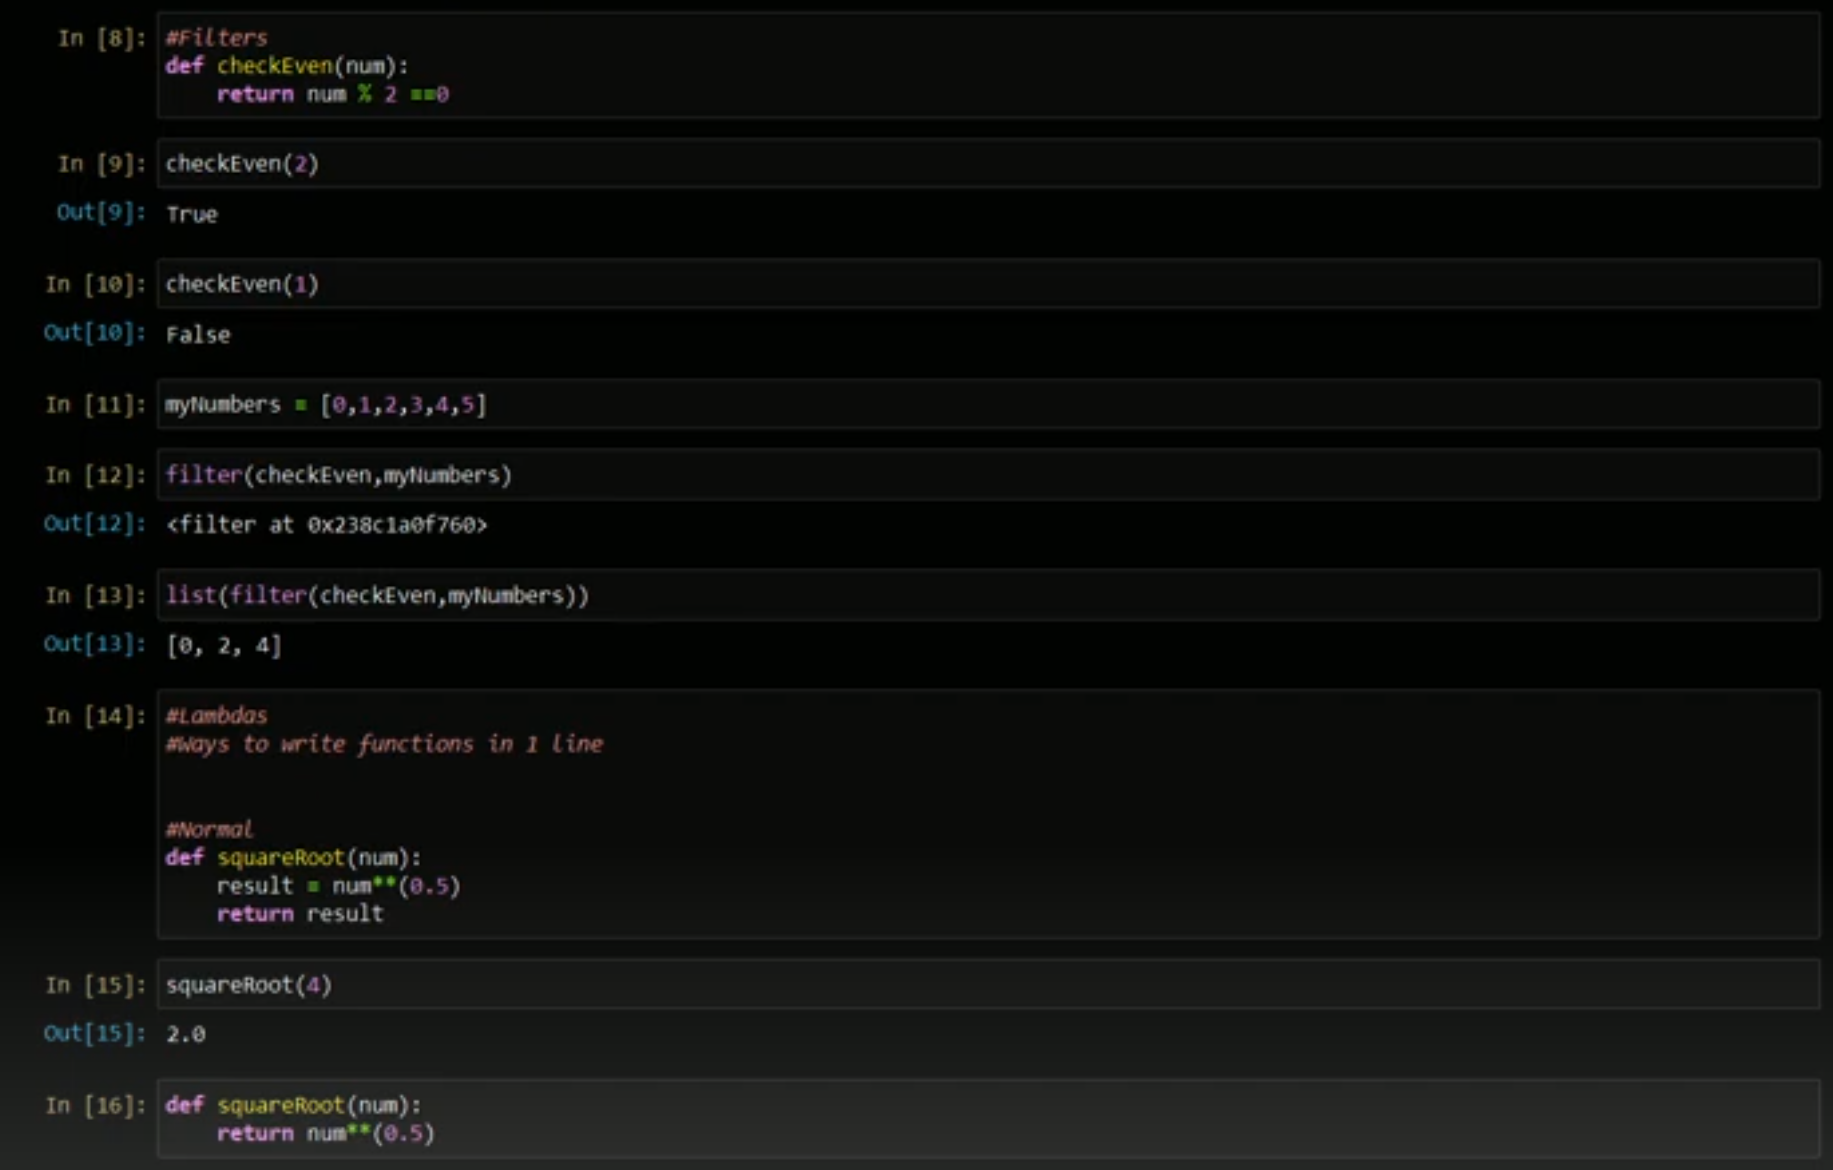 In [8]: #Filters
def checkEven(num):
    return num % 2 ==0
In [9]: checkEven(2)
Out[9]: True
In [10]: checkEven(1)
Out[10]: False
In [11]: myNumbers = [0,1,2,3,4,5]
In [12]: filter(checkEven,myNumbers)
Out[12]: <filter at 0x238c1a0f760>
In [13]: list(filter(checkEven,myNumbers))
Out[13]: [0, 2, 4]
In [14]: #Lambdas
#Ways to write functions in 1 line
#Normal
def squareRoot(num):
    result = num**(0.5)
    return result
In [15]: squareRoot(4)
Out[15]: 2.0
In [16]: def squareRoot(num):
    return num**(0.5)